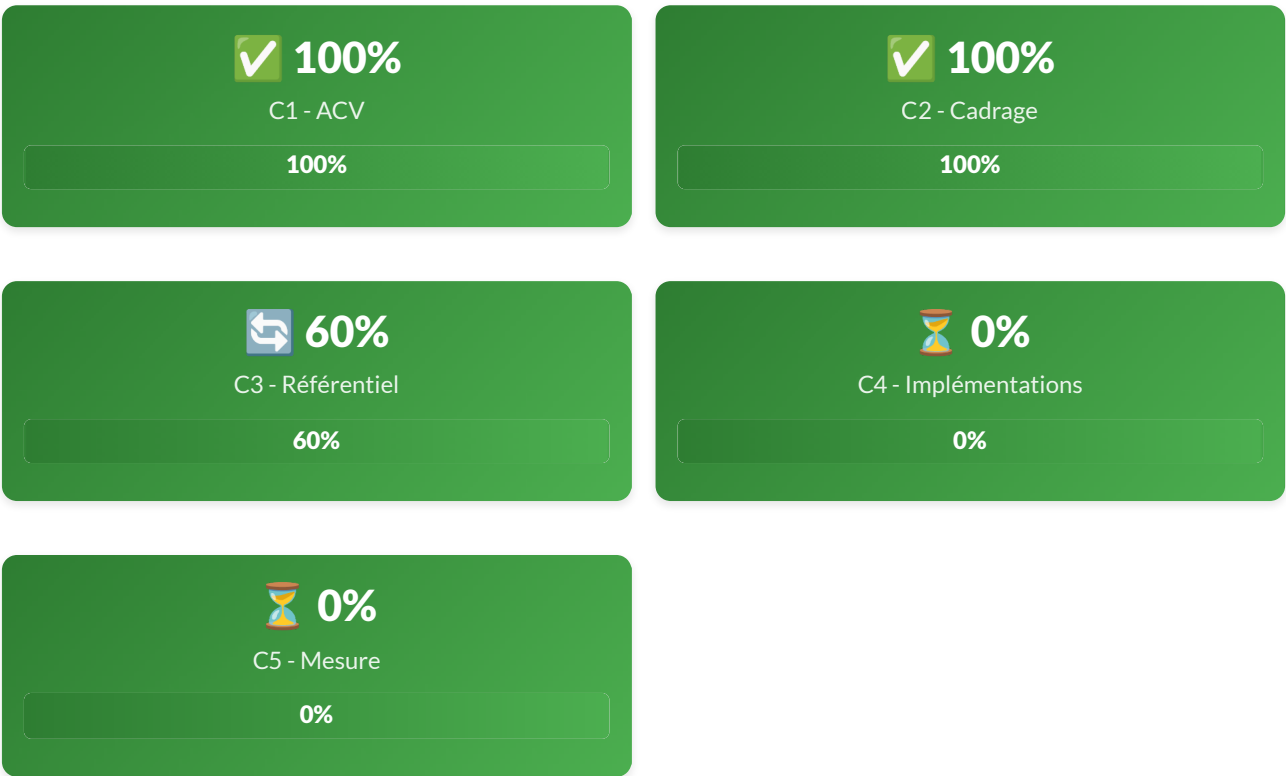 ✅ 100%
C1 - ACV
100%
✅ 100%
C2 - Cadrage
100%
🔄 60%
C3 - Référentiel
60%
⏳ 0%
C4 - Implémentations
0%
⏳ 0%
C5 - Mesure
0%